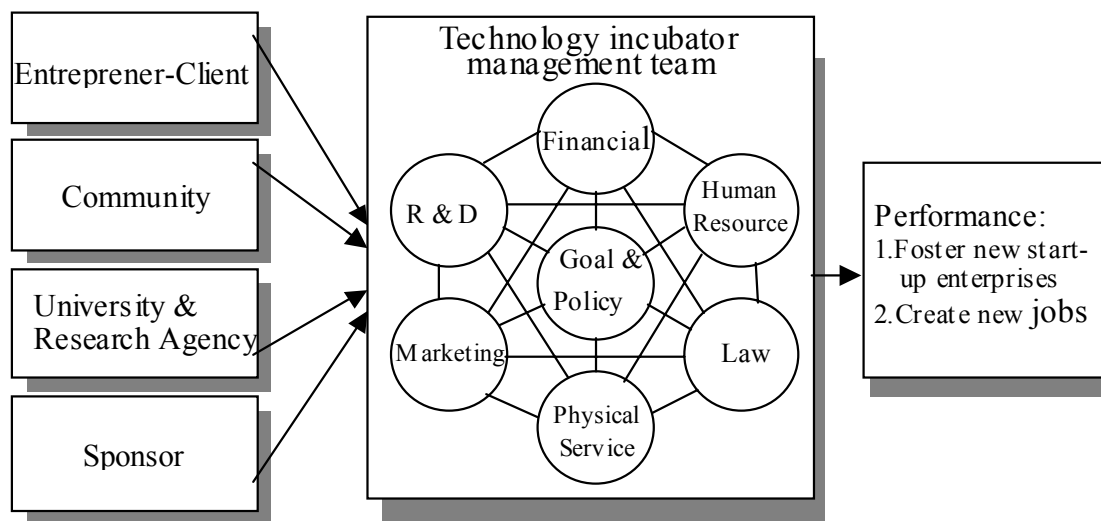 Entreprener-Client
Community
University &
Research Agency
Sponsor
Technology incubator
management team
Financial
R & D
Human
Resource
Goal &
Policy
Marketing
Law
Physical
Service
Performance:
1.Foster new start-
up enterprises
2.Create new jobs